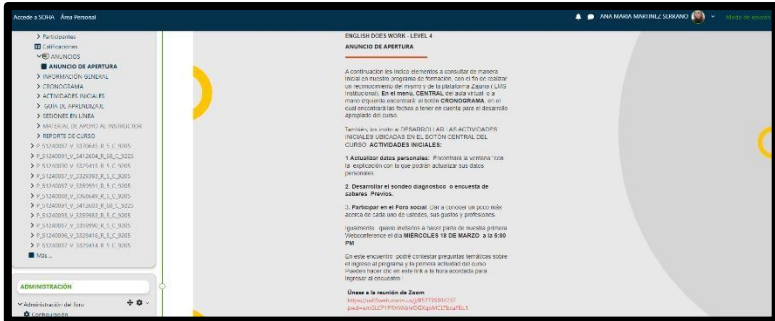 Accede a SOFIA Área Personal
ANA MARIA MARTINEZ SERRANO
Modo de edición
Participantes
Calificaciones
ANUNCIOS
ANUNCIO DE APERTURA
INFORMACIÓN GENERAL
CRONOGRAMA
ACTIVIDADES INICIALES
GUÍA DE APRENDIZAJE
SESIONES EN LÍNEA
MATERIAL DE APOYO AL INSTRUCTOR
REPORTE DE CURSO
Más ...
ADMINISTRACIÓN
Administración del foro
Configuración
ENGLISH DOES WORK - LEVEL 4
ANUNCIO DE APERTURA
A continuación les indico elementos a consultar de manera
inicial en nuestro programa de formación, con el fin de realizar
un reconocimiento del mismo y de la plataforma Zajuna ( LMS
Institucional). En el menú, CENTRAL del aula virtual o a
mano izquierda encontrará el botón CRONOGRAMA, en el
cual encontrará las fechas a tener en cuenta para el desarrollo
apropiado del curso.
También, les invito a DESARROLLAR LAS ACTIVIDADES
INICIALES UBICADAS EN EL BOTÓN CENTRAL DEL
CURSO ACTIVIDADES INICIALES:
1 Actualizar datos personales: Encontrará la ventana "con
la explicación con la que podrán actualizar sus datos
personales.
2. Desarrollar el sondeo diagnóstico o encuesta de
saberes Previos.
3. Participar en el Foro social: Dar a conocer un poco más
acerca de cada uno de ustedes, sus gustos y profesiones.
Igualmente quiero invitarlos a hacer parte de nuestra primera
Webconference el día MIÉRCOLES 18 DE MARZO a la 6:00
PM
En este encuentro podré contestar preguntas temáticas sobre
el ingreso al programa y la primera actividad del curso
Pueden hacer clic en este link a la hora acordada para
ingresar al encuentro :
Únase a la reunión de Zoom